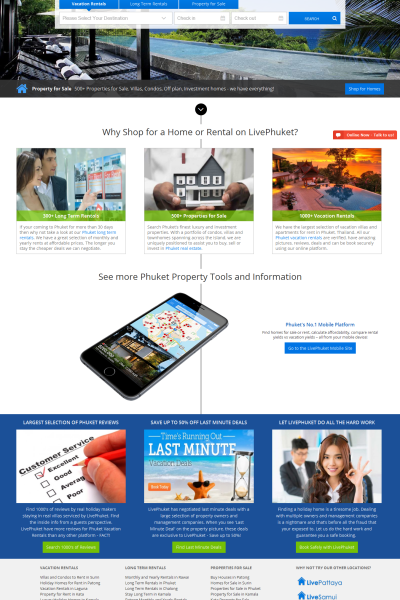 Vacation Rentals
Long Term Rentals
Property for Sale
Please Select Your Destination
Check in
Check out
SEARCH
Property for Sale 500+ Properties for Sale. Villas, Condos, Off plan, Investment homes - we have everything!
Shop for Homes
Why Shop for a Home or Rental on LivePhuket?
Online Now - Talk to us!
300+ Long Term Rentals
500+ Properties for Sale
1000+ Vacation Rentals
If your coming to Phuket for more than 30 days
then why not take a look at our Phuket long term
rentals. We have a great selection of monthly and
yearly rents at affordable prices. The longer you
stay the cheaper deals we can negotiate.
Search Phuket's finest luxury and investment
properties. With a portfolio of condos, villas and
townhomes spanning across the island; we are
uniquely positioned to assist you to buy, sell or
invest in Phuket real estate.
We have the largest selection of vacation villas and
apartments for rent in Phuket, Thailand. All our
Phuket vacation rentals are verified, have amazing
pictures, reviews, deals and can be book securely
using our online platform.
See more Phuket Property Tools and Information
Phuket's No.1 Mobile Platform
Find homes for sale or rent, calculate affordability, compare rental
yields vs vacation yields - all from your mobile device!
Go to the LivePhuket Mobile Site
LARGEST SELECTION OF PHUKET REVIEWS
SAVE UP TO 50% OFF LAST MINUTE DEALS
LET LIVEPHUKET DO ALL THE HARD WORK
Customer Service
Excellent
Good
Average
Poor
Time's Running Out
LAST MINUTE
Vacation Deals
Book Today
Find 1000's of reviews by real holiday makers
staying in real villas serviced by LivePhuket. Find
the inside info from a guests perspective.
LivePhuket have more reviews for Phuket Vacation
Rentals than any other platform - FACT!
LivePhuket has negotiated last minute deals with a
large selection of property owners and
management companies. When you see 'Last
Minute Deal' on the property picture, these deals
are exclusive to LivePhuket - Save up to 50%!
Finding a holiday home is a tiresome job. Dealing
with multiple owners and management companies
is a nightmare and thats before all the fraud that
your exposed to. Let us do the hard work and
guarantee you a safe booking.
Search 1000's of Reviews
Find Last Minute Deals
Book Safely with LivePhuket!
VACATION RENTALS
LONG TERM RENTALS
PROPERTIES FOR SALE
WHY NOT TRY OUR OTHER LOCATIONS?
Villas and Condos to Rent in Surin
Holiday Homes for Rent in Patong
Vacation Rentals in Laguna
Places to Rent in Kata
Monthly and Yearly Rentals in Rawai
Long Term Rentals in Phuket
Long Term Rentals in Chalong
Stay Long Term in Kamala
Buy Houses in Patong
Homes for Sale in Surin
Properties for Sale in Phuket
Property for Sale in Kamala
LivePattaya
LiveSamui